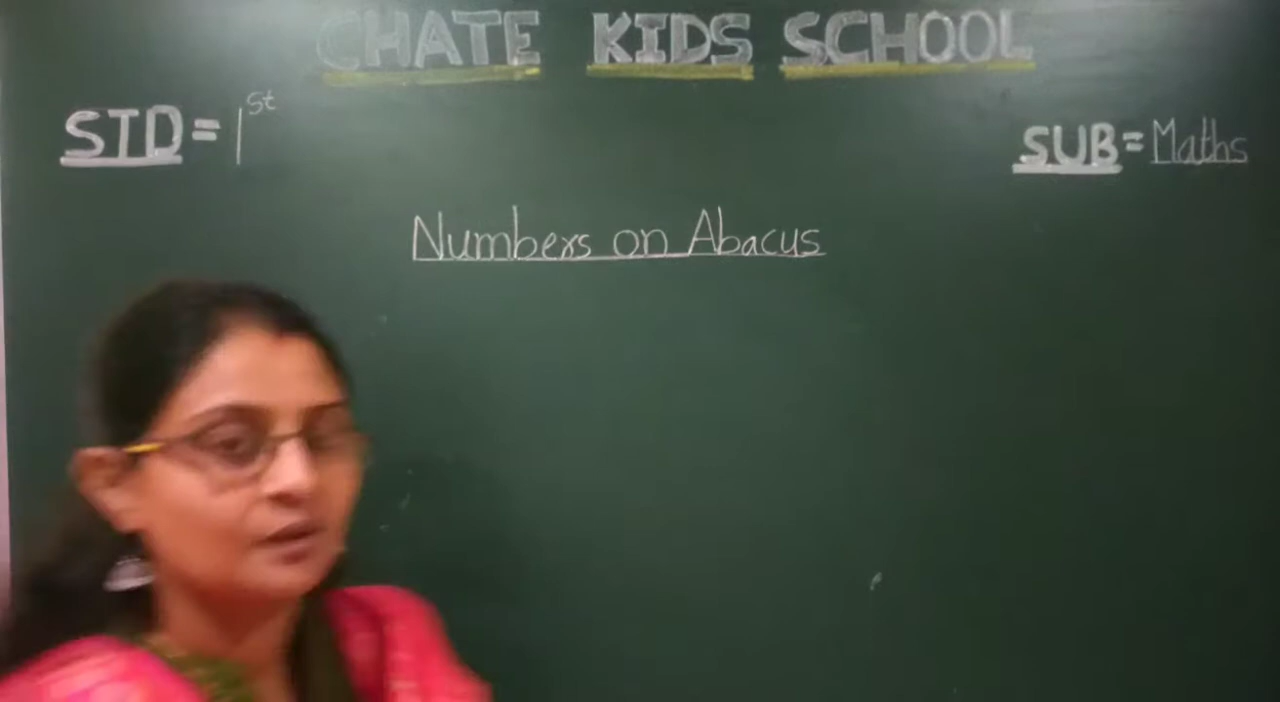 CHATE KIDS SCHOOL
STD = 1st
SUB = Maths
Numbers on Abacus